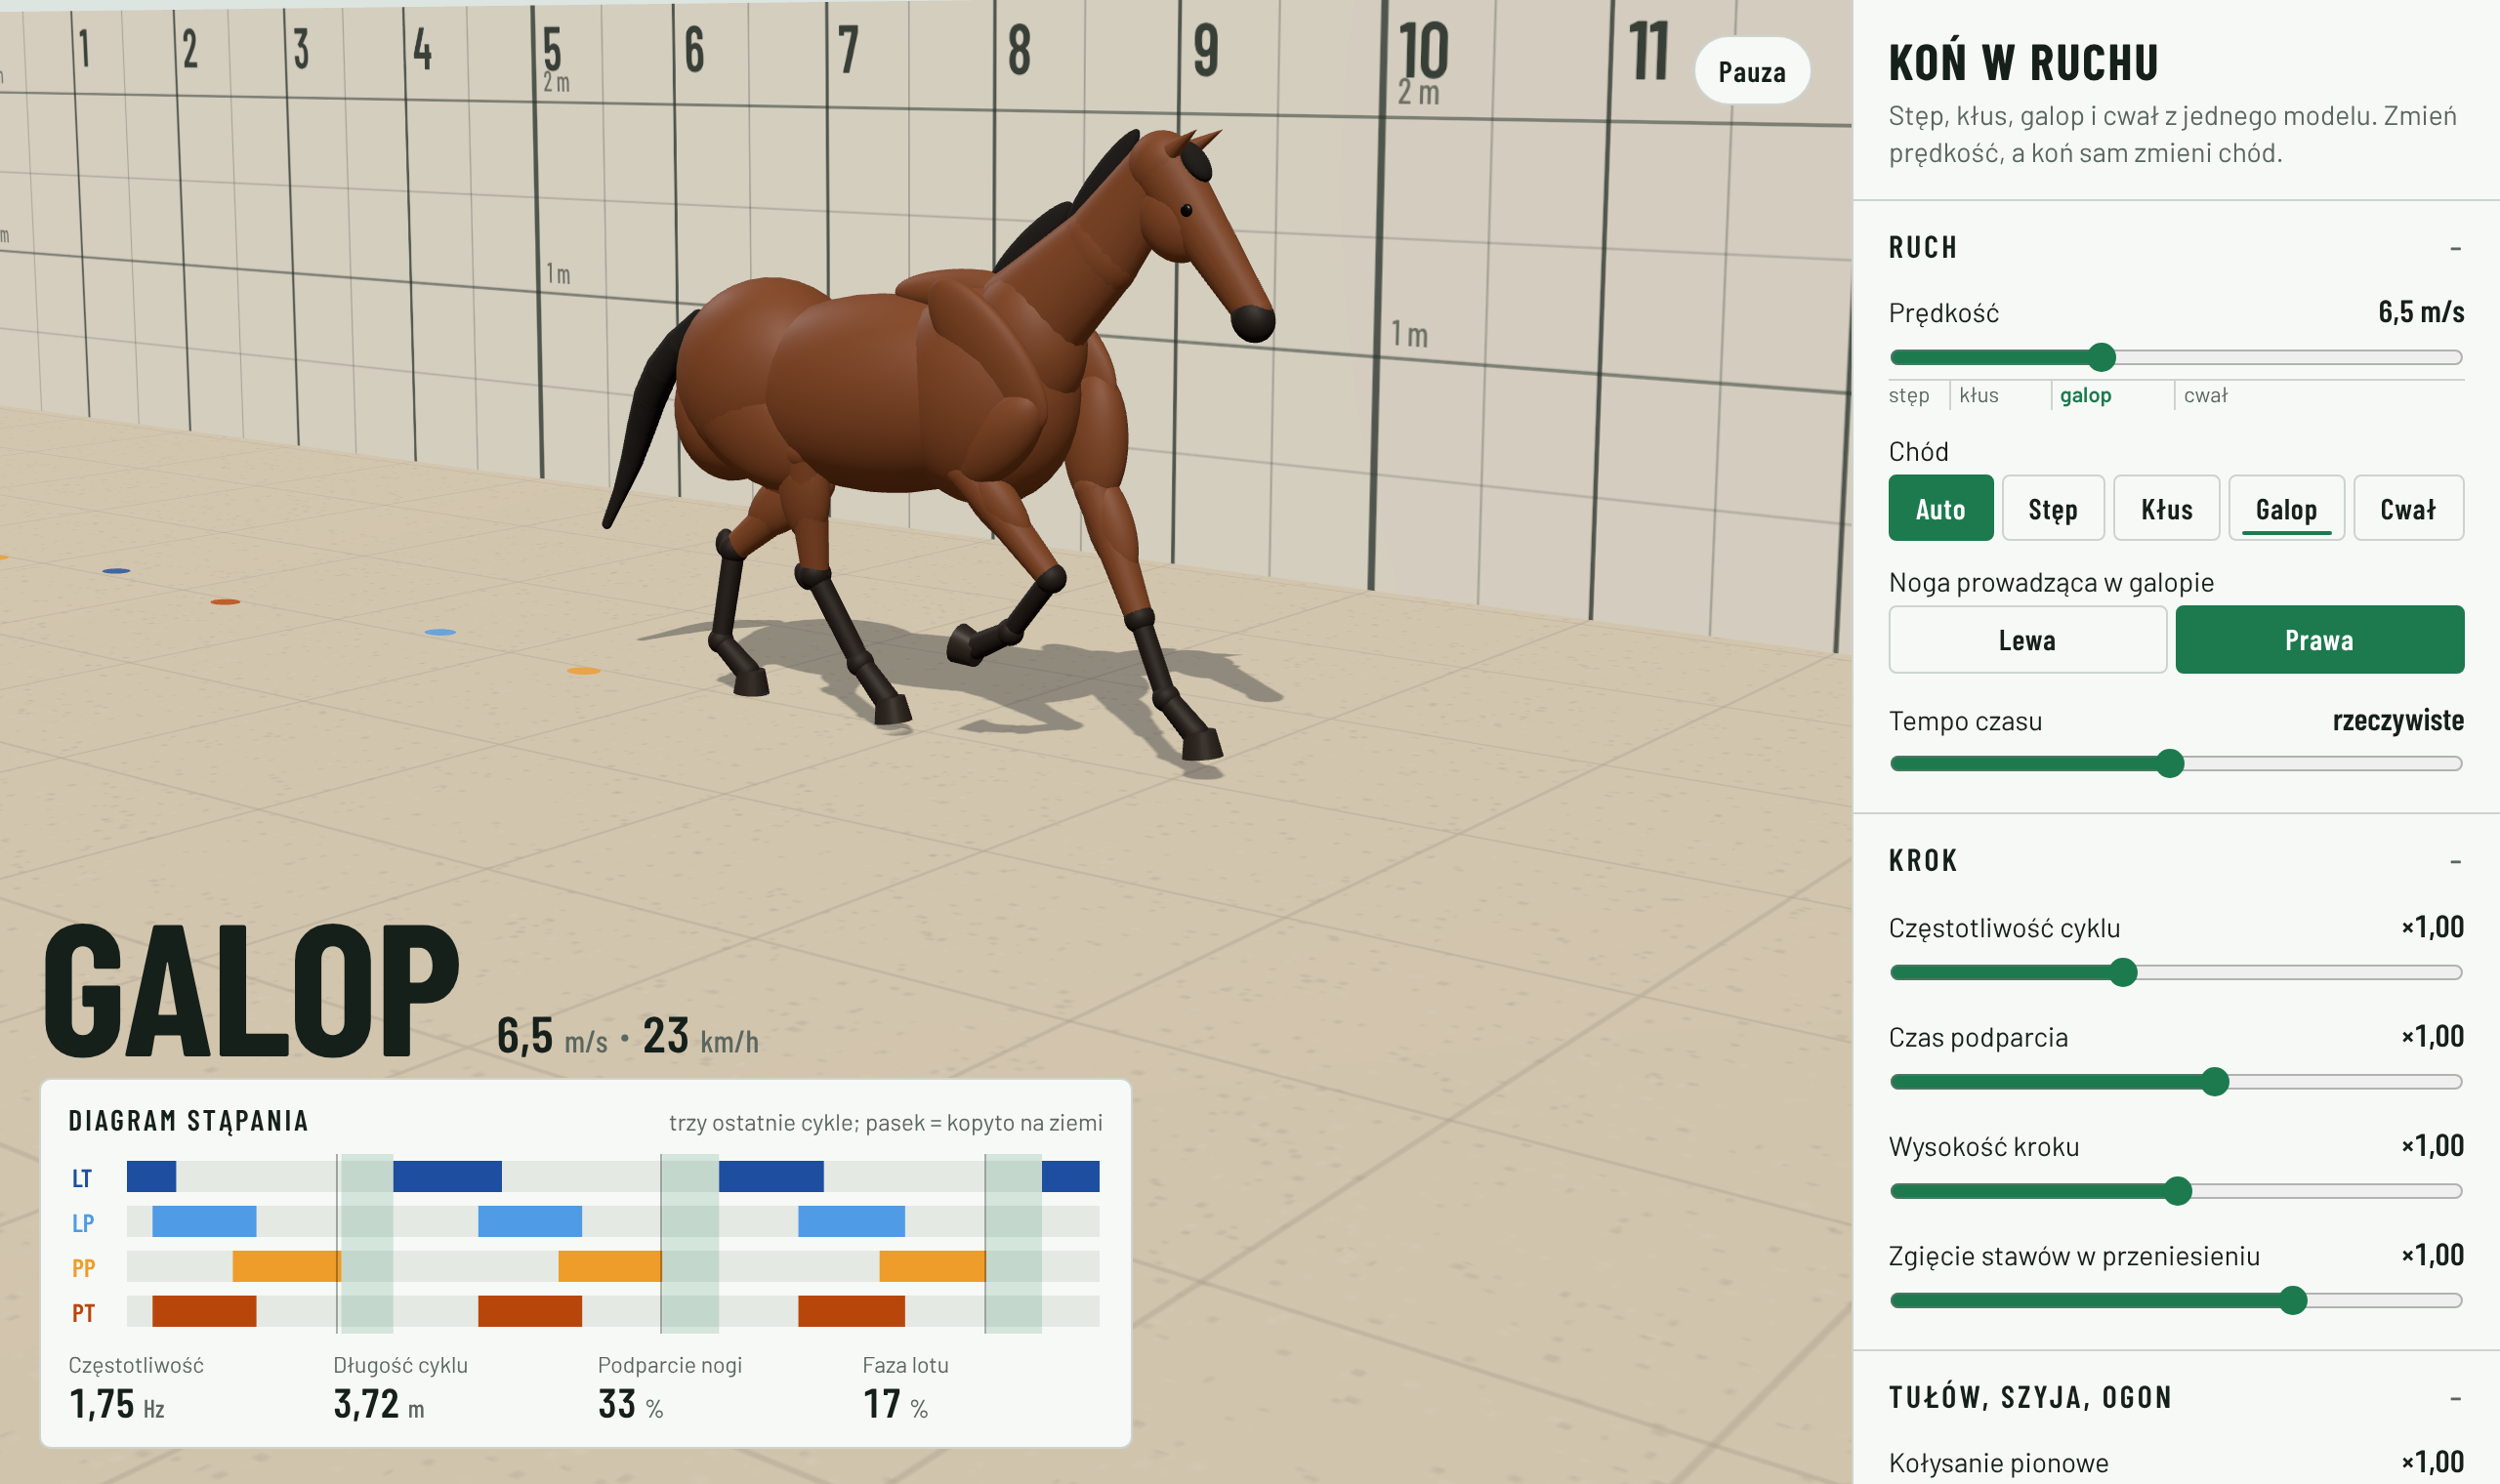 1 2 3 4 5 6 7 8 9 10 11
2 m
2 m
m
1 m
1 m
Pauza
GALOP
6,5 m/s • 23 km/h
DIAGRAM STĄPANIA
trzy ostatnie cykle; pasek = kopyto na ziemi
LT
LP
PP
PT
Częstotliwość
1,75 Hz
Długość cyklu
3,72 m
Podparcie nogi
33 %
Faza lotu
17 %
KOŃ W RUCHU
Stęp, kłus, galop i cwał z jednego modelu. Zmień
prędkość, a koń sam zmieni chód.
RUCH –
Prędkość 6,5 m/s
stęp kłus galop cwał
Chód
Auto Stęp Kłus Galop Cwał
Noga prowadząca w galopie
Lewa Prawa
Tempo czasu rzeczywiste
KROK –
Częstotliwość cyklu ×1,00
Czas podparcia ×1,00
Wysokość kroku ×1,00
Zgięcie stawów w przeniesieniu ×1,00
TUŁÓW, SZYJA, OGON –
Kołysanie pionowe ×1,00